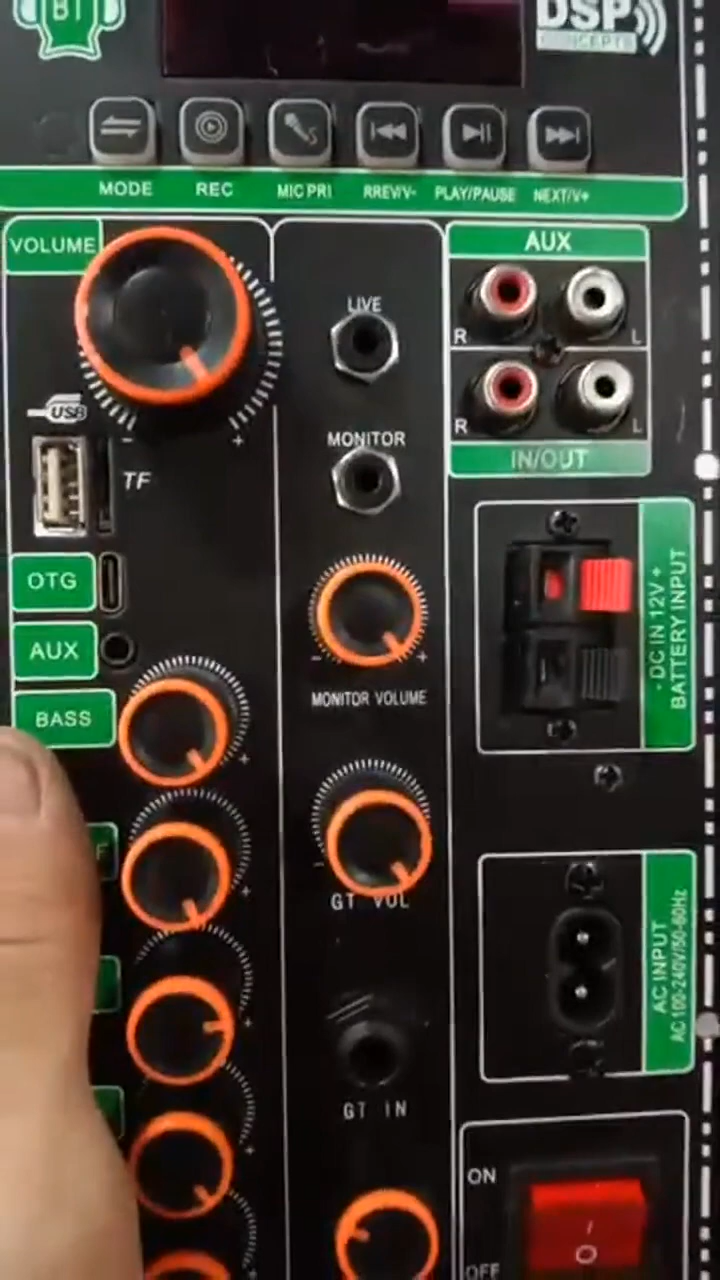 BT
DSP
CONCEPTS
MODE
REC
MIC PRI
RREV/V-
PLAY/PAUSE
NEXT/V+
VOLUME
- +
USB
TF
OTG
AUX
BASS
+
F
+
+
+
LIVE
MONITOR
- +
MONITOR VOLUME
-
GT VOL
GT IN
AUX
R L
R L
IN/OUT
- DC IN 12V +
BATTERY INPUT
AC INPUT
AC 100-240V/50-60Hz
ON
OFF